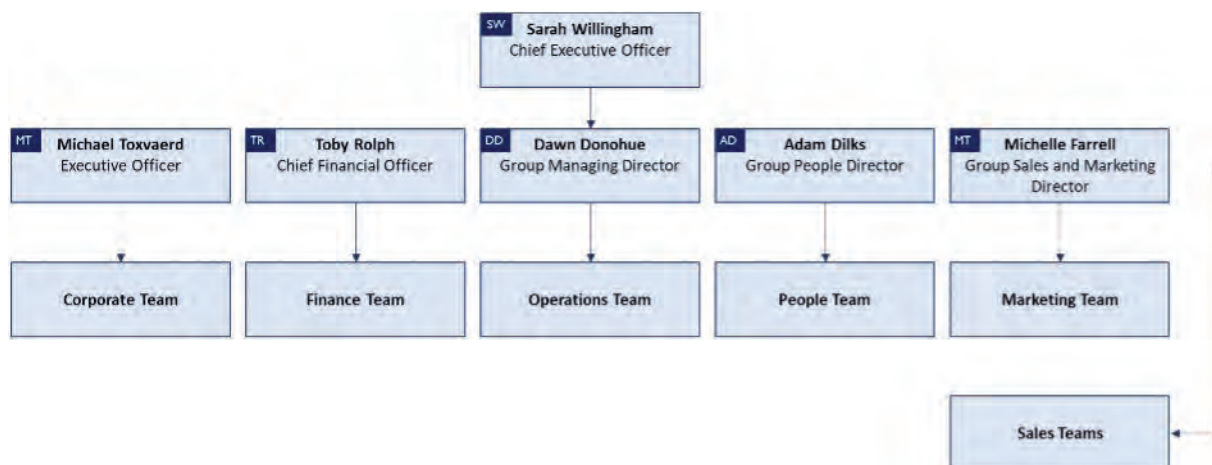 SW
Sarah Willingham
Chief Executive Officer
MT
Michael Toxvaerd
Executive Officer
TR
Toby Rolph
Chief Financial Officer
DD
Dawn Donohue
Group Managing Director
AD
Adam Dilks
Group People Director
MT
Michelle Farrell
Group Sales and Marketing
Director
Corporate Team
Finance Team
Operations Team
People Team
Marketing Team
Sales Teams